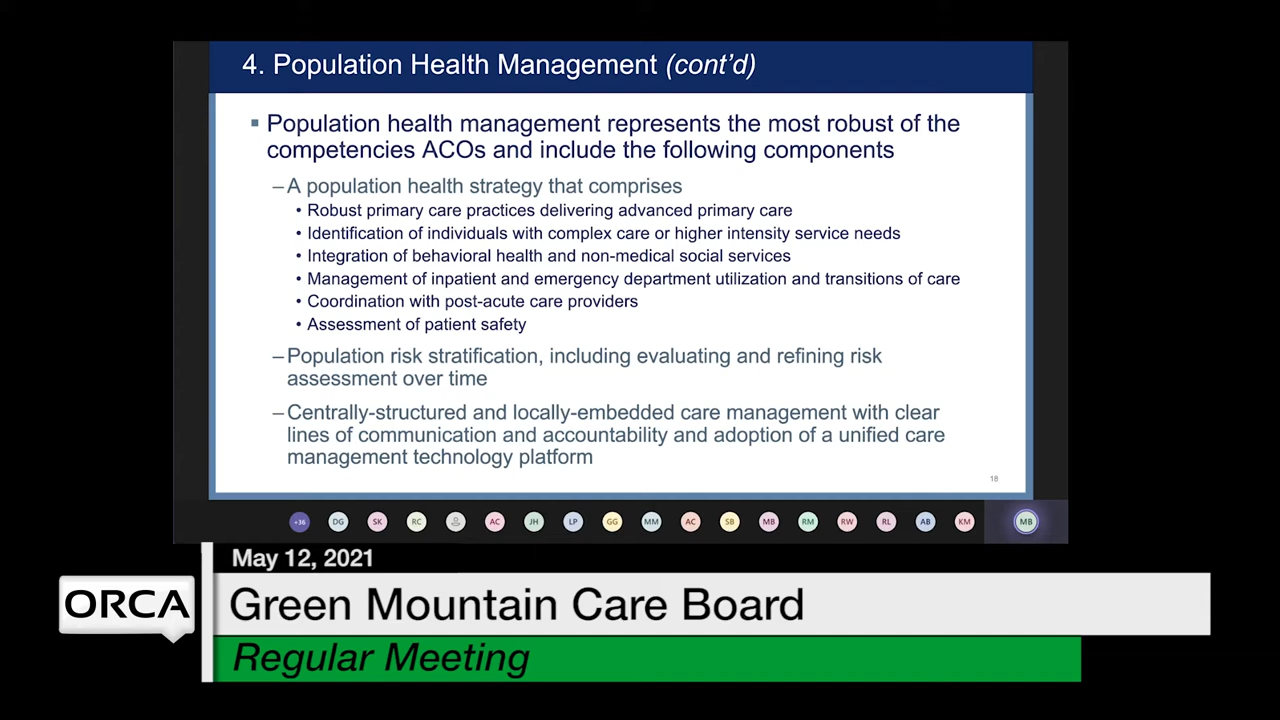 4. Population Health Management (cont'd)
▪ Population health management represents the most robust of the
competencies ACOs and include the following components
–A population health strategy that comprises
• Robust primary care practices delivering advanced primary care
• Identification of individuals with complex care or higher intensity service needs
• Integration of behavioral health and non-medical social services
• Management of inpatient and emergency department utilization and transitions of care
• Coordination with post-acute care providers
• Assessment of patient safety
–Population risk stratification, including evaluating and refining risk
assessment over time
–Centrally-structured and locally-embedded care management with clear
lines of communication and accountability and adoption of a unified care
management technology platform
18
+36 DG SK RC AC JH LP GG MM AC SB MB RM RW RL AB KM MB
May 12, 2021
ORCA
Green Mountain Care Board
Regular Meeting